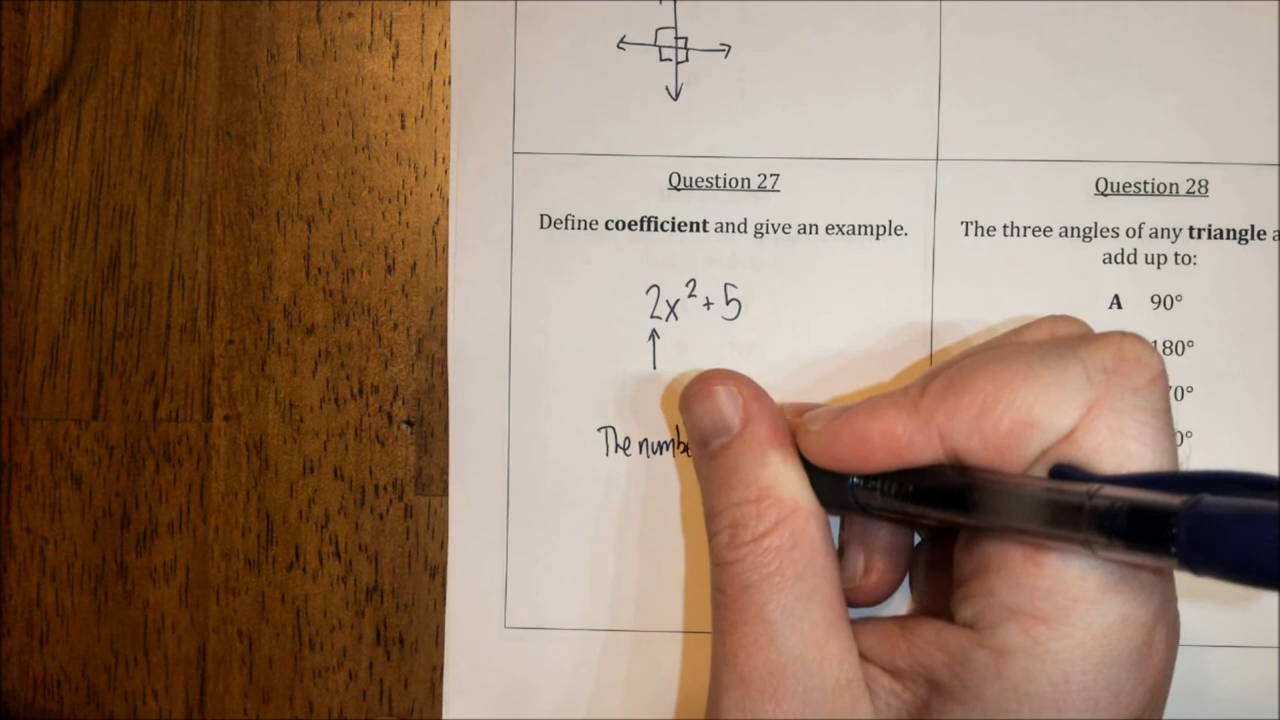 Question 27
Define coefficient and give an example.
2x² + 5
The
Question 28
The three angles of any triangle
add up to:
A 90°
180°